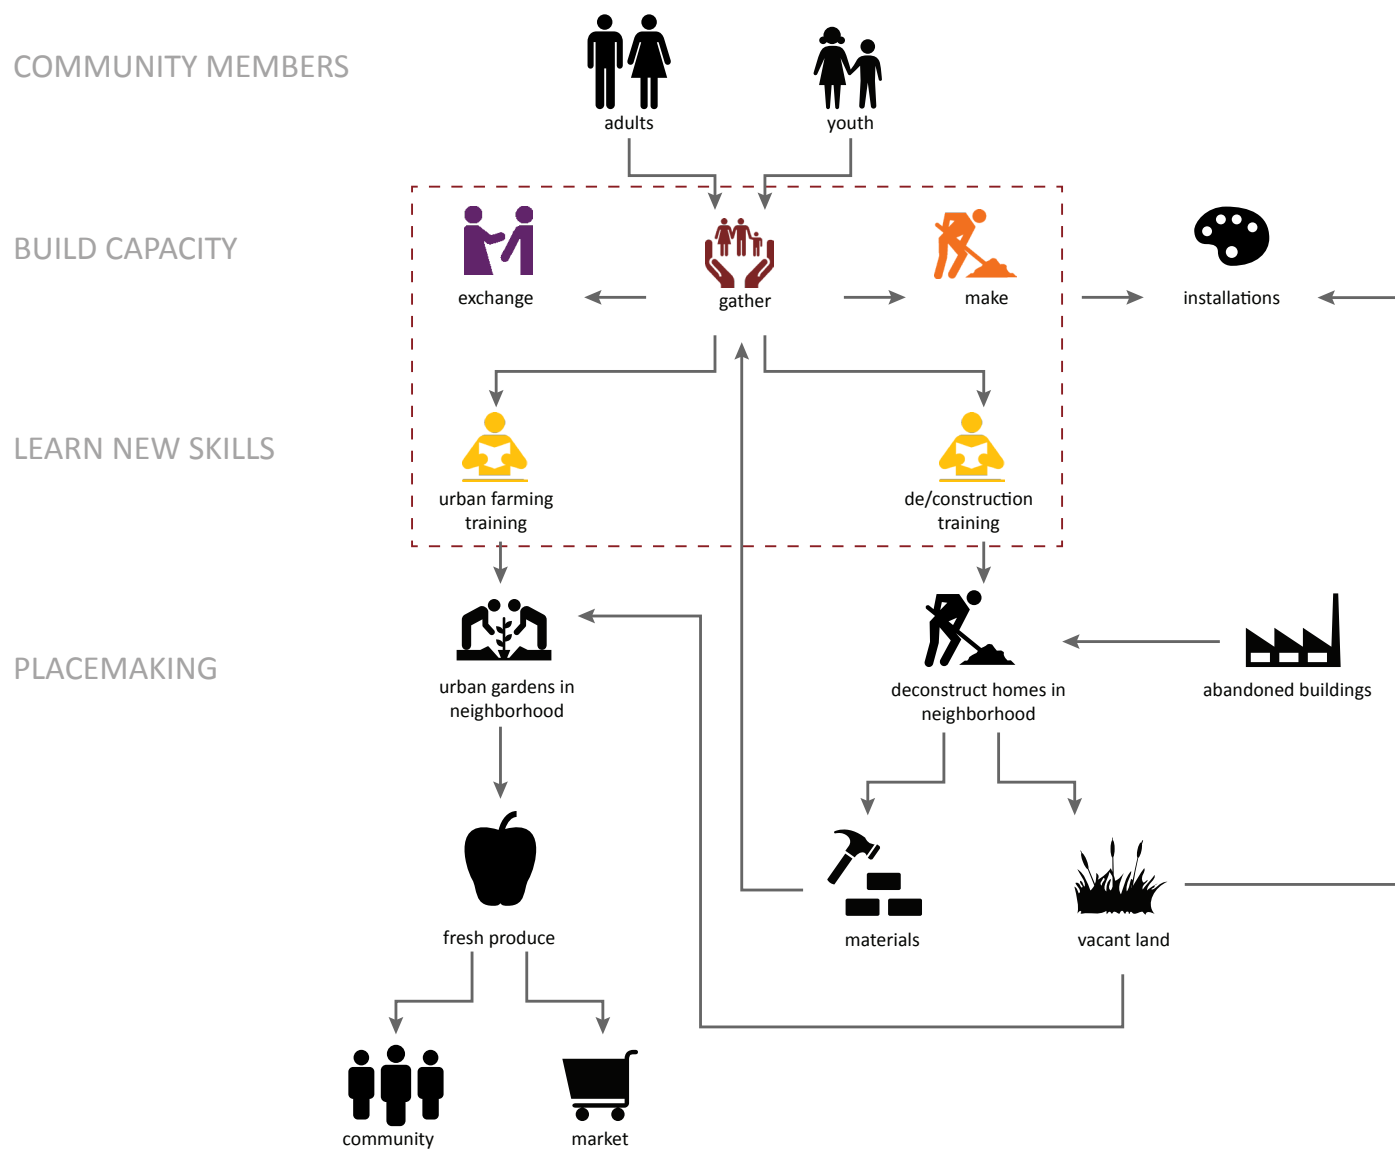 COMMUNITY MEMBERS
adults
youth
BUILD CAPACITY
exchange
gather
make
installations
LEARN NEW SKILLS
urban farming
training
de/construction
training
PLACEMAKING
urban gardens in
neighborhood
deconstruct homes in
neighborhood
abandoned buildings
fresh produce
materials
vacant land
community
market